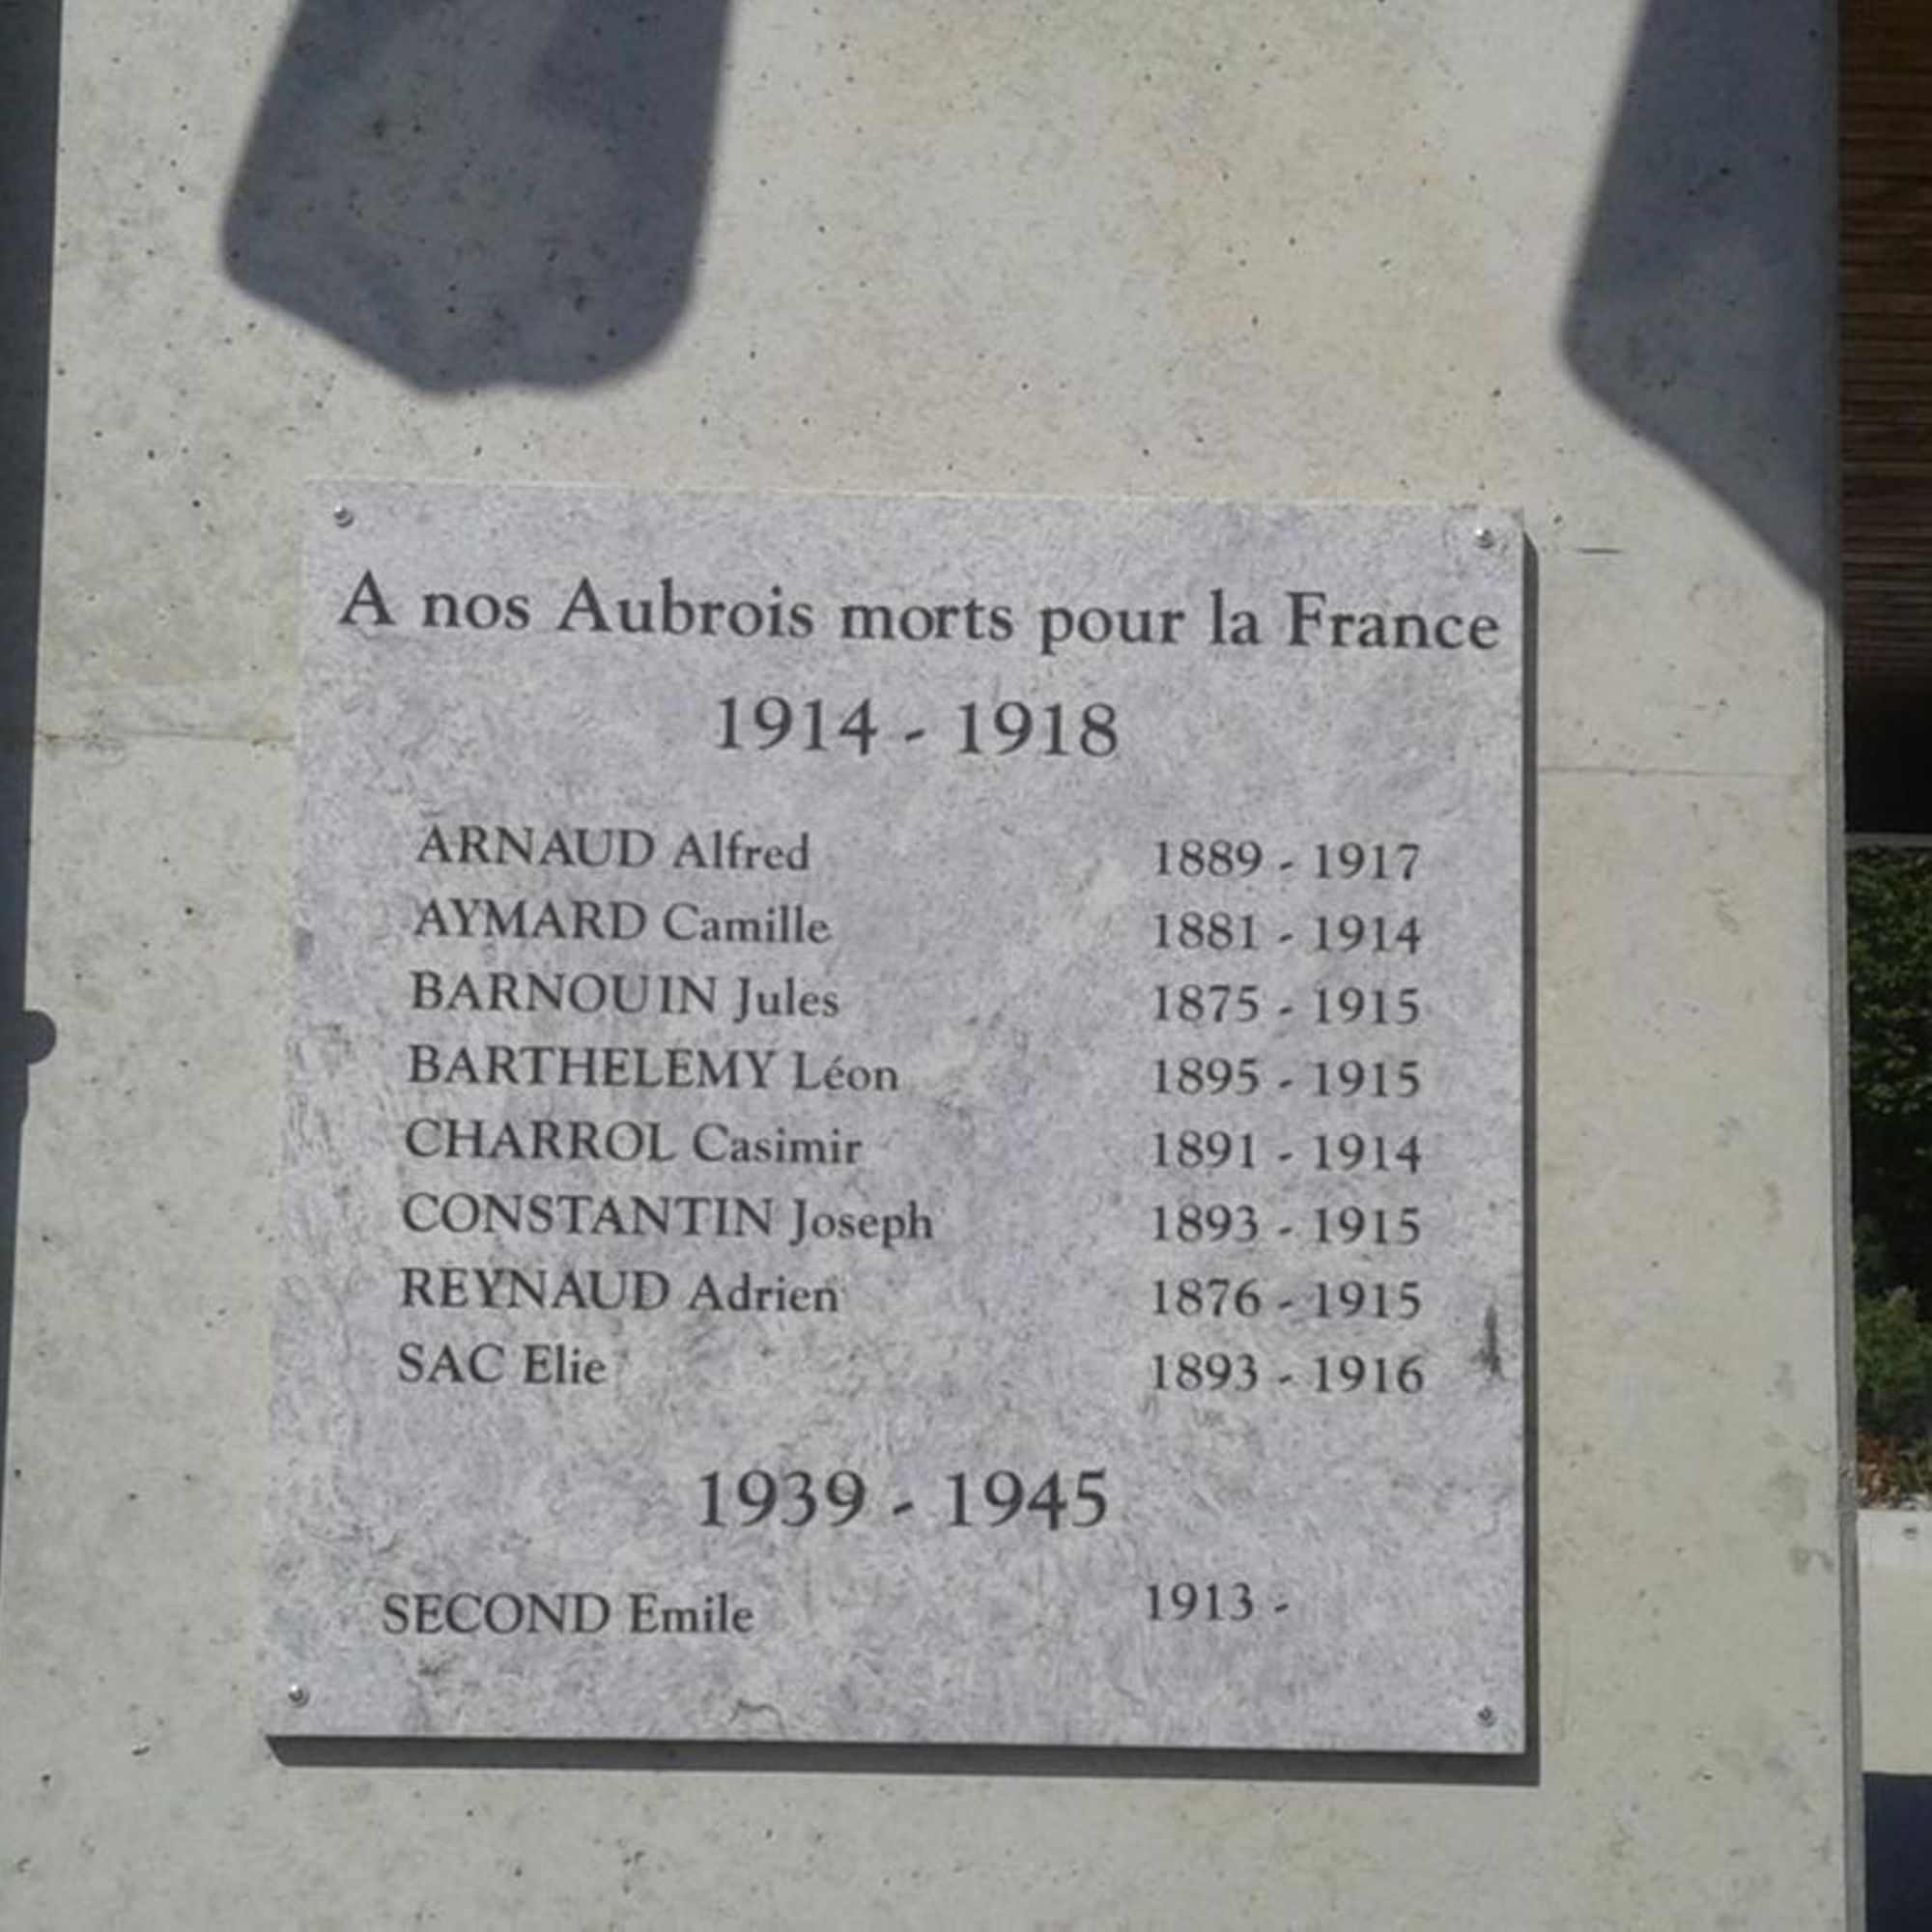 A nos Aubrois morts pour la France
1914 - 1918
ARNAUD Alfred 1889 - 1917
AYMARD Camille 1881 - 1914
BARNOUIN Jules 1875 - 1915
BARTHELEMY Léon 1895 - 1915
CHARROL Casimir 1891 - 1914
CONSTANTIN Joseph 1893 - 1915
REYNAUD Adrien 1876 - 1915
SAC Elie 1893 - 1916
1939 - 1945
SECOND Emile 1913 -